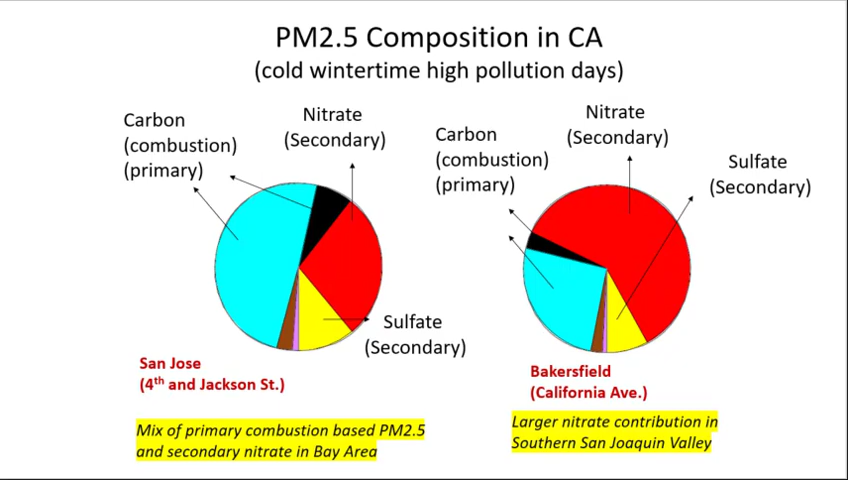 PM2.5 Composition in CA
(cold wintertime high pollution days)
Carbon
(combustion)
(primary)
Nitrate
(Secondary)
Sulfate
(Secondary)
San Jose
(4th and Jackson St.)
Mix of primary combustion based PM2.5
and secondary nitrate in Bay Area
Carbon
(combustion)
(primary)
Nitrate
(Secondary)
Sulfate
(Secondary)
Bakersfield
(California Ave.)
Larger nitrate contribution in
Southern San Joaquin Valley